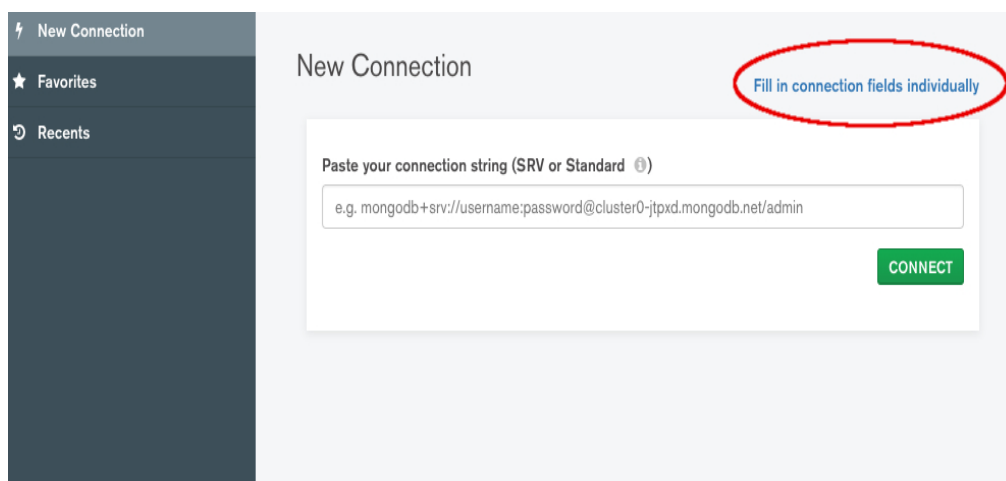 New Connection
Favorites
Recents
New Connection
Fill in connection fields individually
Paste your connection string (SRV or Standard i)
e.g. mongodb+srv://username:password@cluster0-jtpxd.mongodb.net/admin
CONNECT